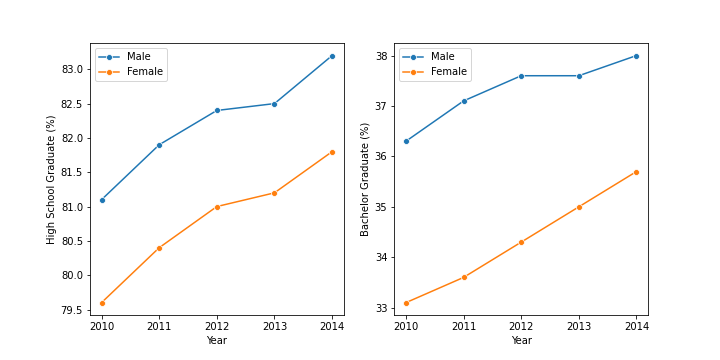 Male
Female
High School Graduate (%)
83.0
82.5
82.0
81.5
81.0
80.5
80.0
79.5
2010 2011 2012 2013 2014
Year
Male
Female
Bachelor Graduate (%)
38
37
36
35
34
33
2010 2011 2012 2013 2014
Year